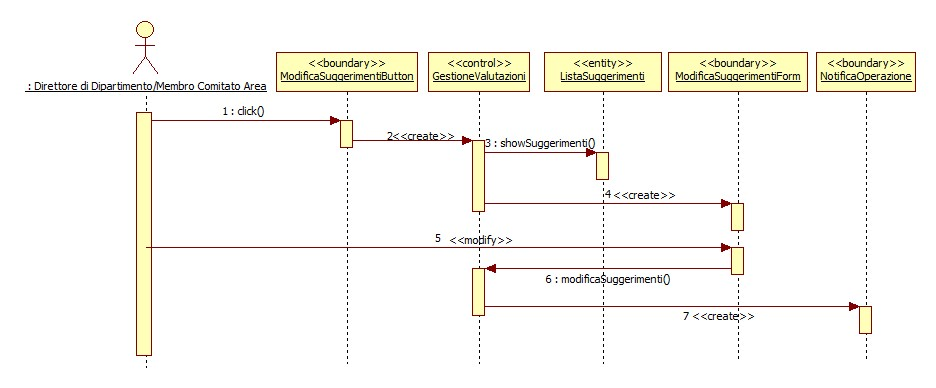 <<boundary>>
ModificaSuggerimentiButton
<<control>>
GestioneValutazioni
<<entity>>
ListaSuggerimenti
<<boundary>>
ModificaSuggerimentiForm
<<boundary>>
NotificaOperazione
: Direttore di Dipartimento/Membro Comitato Area
1 : click()
2<<create>>
3 : showSuggerimenti()
4 <<create>>
5 <<modify>>
6 : modificaSuggerimenti()
7 <<create>>